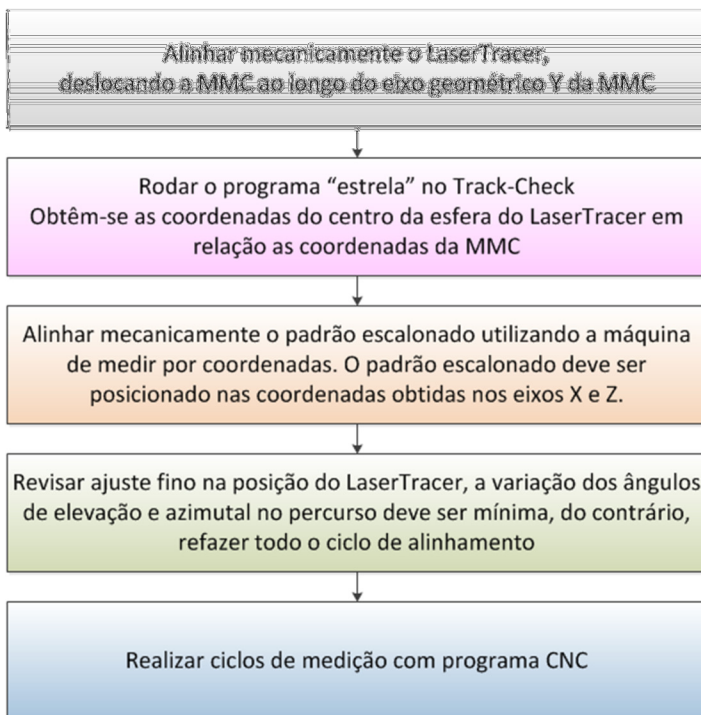 Alinhar mecanicamente o LaserTracer,
deslocando a MMC ao longo do eixo geométrico Y da MMC
Rodar o programa “estrela” no Track-Check
Obtêm-se as coordenadas do centro da esfera do LaserTracer em
relação as coordenadas da MMC
Alinhar mecanicamente o padrão escalonado utilizando a máquina
de medir por coordenadas. O padrão escalonado deve ser
posicionado nas coordenadas obtidas nos eixos X e Z.
Revisar ajuste fino na posição do LaserTracer, a variação dos ângulos
de elevação e azimutal no percurso deve ser mínima, do contrário,
refazer todo o ciclo de alinhamento
Realizar ciclos de medição com programa CNC